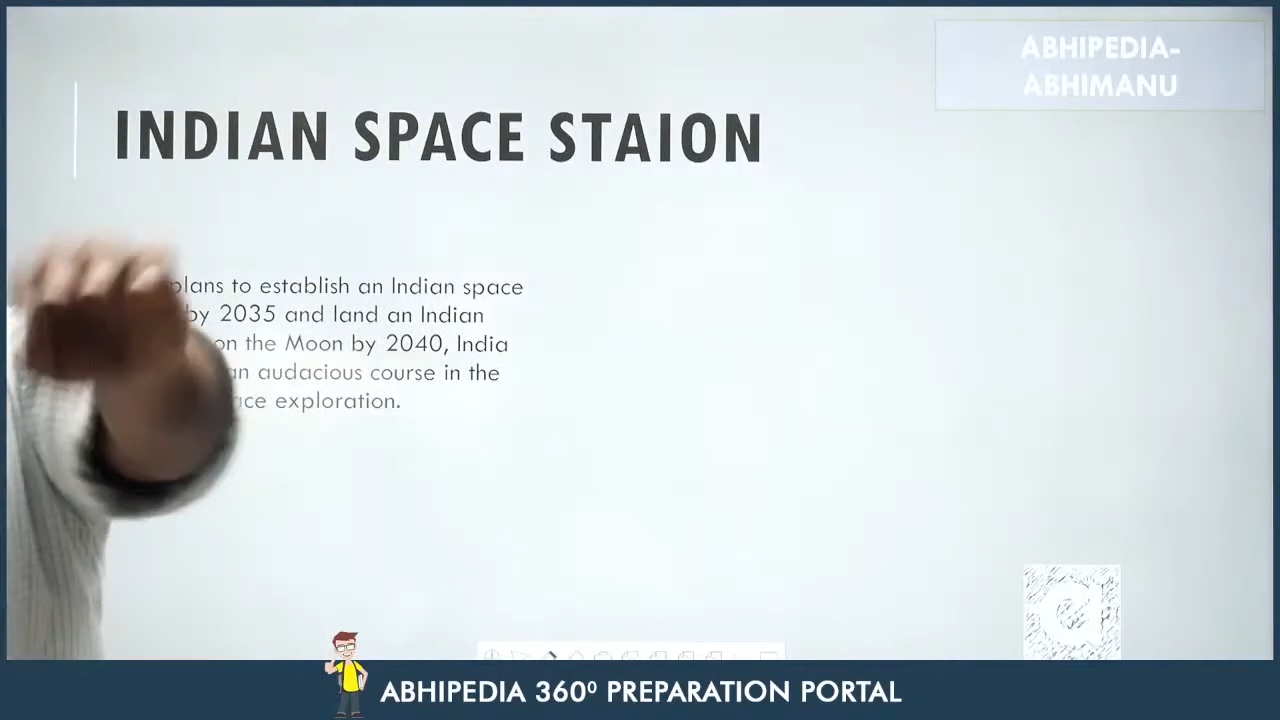 ABHIPEDIA-
ABHIMANU
INDIAN SPACE STAION
plans to establish an Indian space
by 2035 and land an Indian
on the Moon by 2040, India
an audacious course in the
exploration.
ABHIPEDIA 360⁰ PREPARATION PORTAL